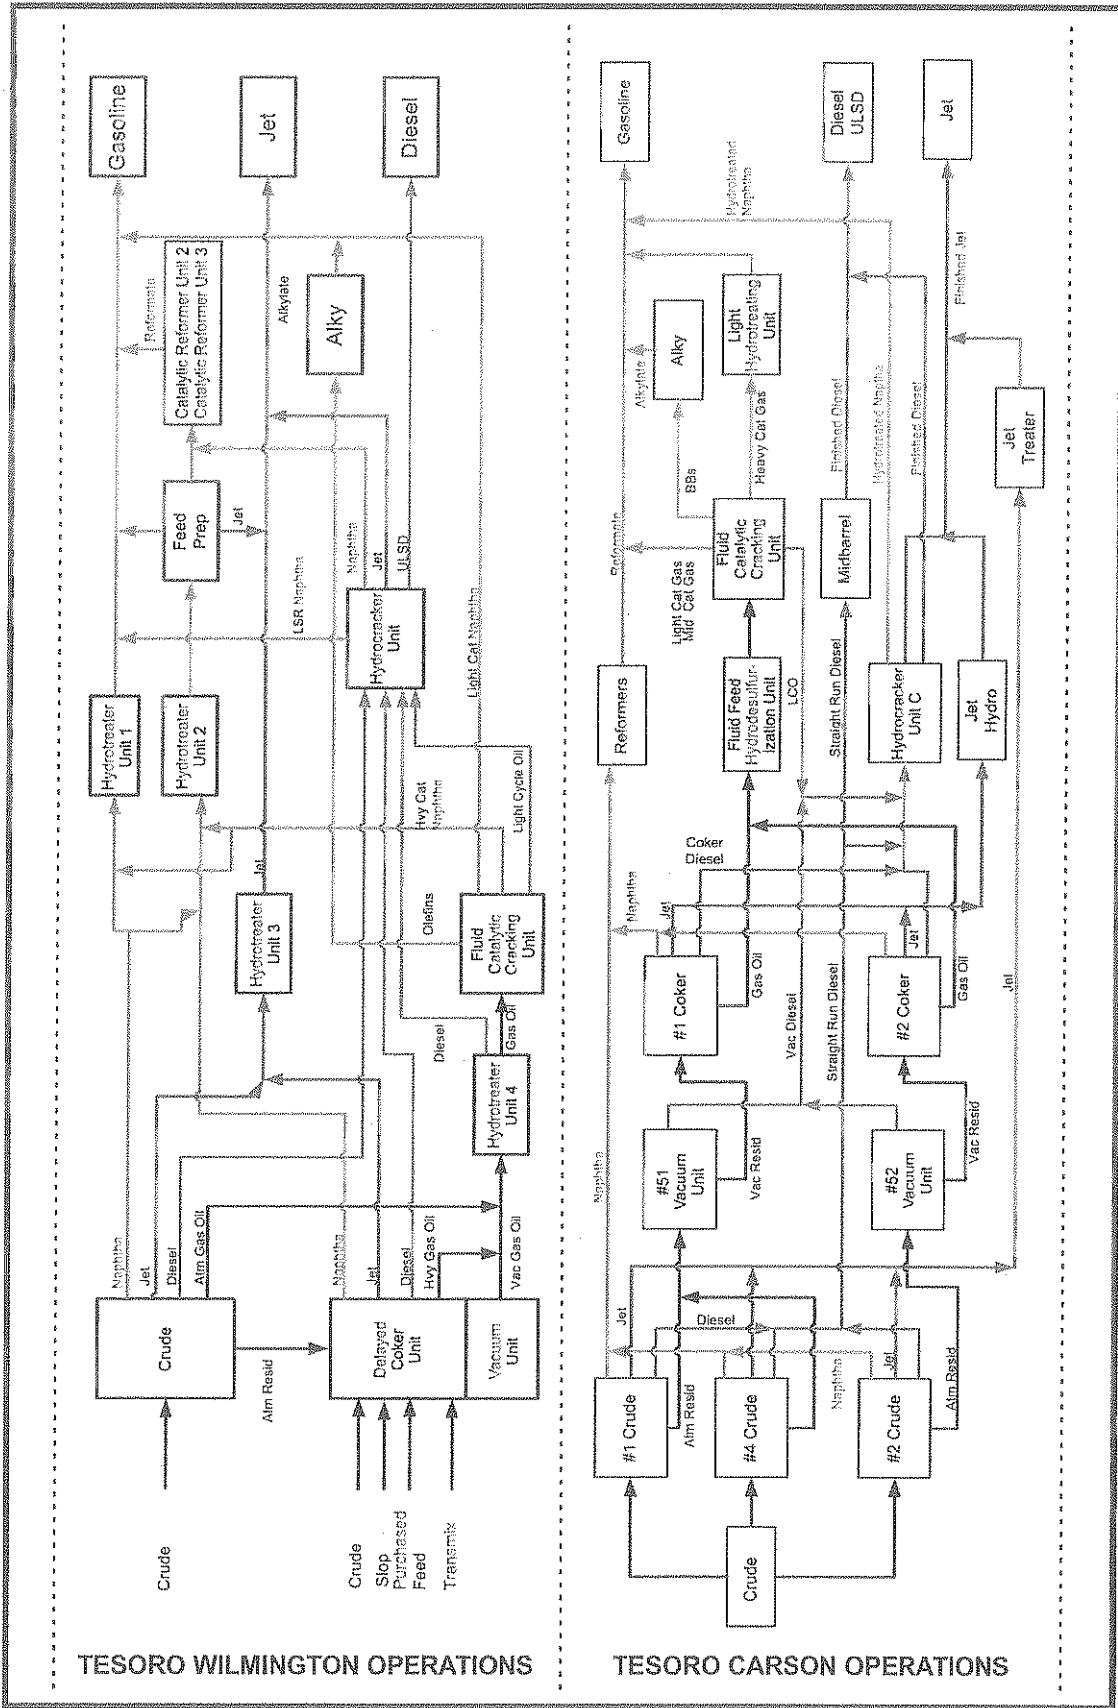 TESORO WILMINGTON OPERATIONS
Crude
Crude
Slop
Purchased
Feed
Transmix
Crude
Atm Resid
Delayed
Coker
Unit
Vacuum
Unit
Naphtha
Jet
Diesel
Atm Gas Oil
Naphtha
Jet
Diesel
Hvy Gas Oil
Vac Gas Oil
Hydrotreater
Unit 4
Diesel
Gas Oil
Hydrotreater
Unit 3
Jet
Fluid
Catalytic
Cracking
Unit
Olefins
Hvy Cat
Naphtha
Light Cycle Oil
Light Cat Naphtha
Hydrotreater
Unit 1
Hydrotreater
Unit 2
Hydrocracker
Unit
LSR Naphtha
Naphtha
Jet
ULSD
Feed
Prep
Jet
Catalytic Reformer Unit 2
Catalytic Reformer Unit 3
Reformate
Alky
Alkylate
Gasoline
Jet
Diesel
TESORO CARSON OPERATIONS
Crude
#1 Crude
#4 Crude
#2 Crude
Jet
Atm Resid
Diesel
Naphtha
Jet
Atm Resid
Naphtha
#51
Vacuum
Unit
Vac Resid
#52
Vacuum
Unit
Vac Resid
Vac Diesel
Straight Run Diesel
#1 Coker
Naphtha
Jet
Coker
Diesel
Gas Oil
#2 Coker
Jet
Gas Oil
Jet
Reformers
Reformate
Fluid Feed
Hydrodesulfur-
ization Unit
LCO
Straight Run Diesel
Hydrocracker
Unit C
Jet
Hydro
Light Cat Gas
Mid Cat Gas
Fluid
Catalytic
Cracking
Unit
BBs
Heavy Cat Gas
Midbarrel
Finished Diesel
Hydrotreated Naptha
Finished Diesel
Alkylate
Alky
Light
Hydrotreating
Unit
Jet
Treater
Hydrotreated
Naphtha
Finished Jet
Gasoline
Diesel
ULSD
Jet